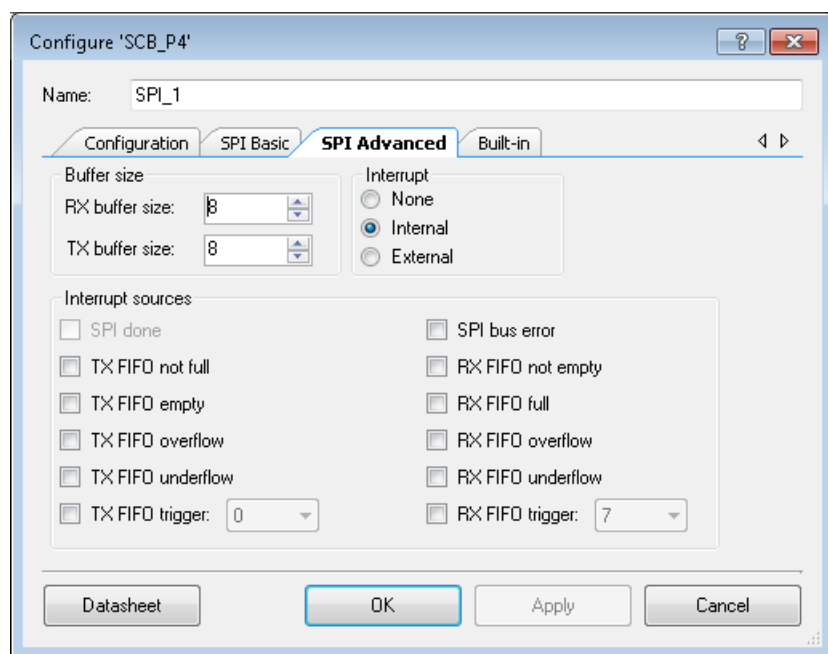 Configure 'SCB_P4'
Name: SPI_1
Configuration SPI Basic SPI Advanced Built-in
Buffer size
RX buffer size: 8
TX buffer size: 8
Interrupt
None
Internal
External
Interrupt sources
SPI done SPI bus error
TX FIFO not full RX FIFO not empty
TX FIFO empty RX FIFO full
TX FIFO overflow RX FIFO overflow
TX FIFO underflow RX FIFO underflow
TX FIFO trigger: 0 RX FIFO trigger: 7
Datasheet OK Apply Cancel